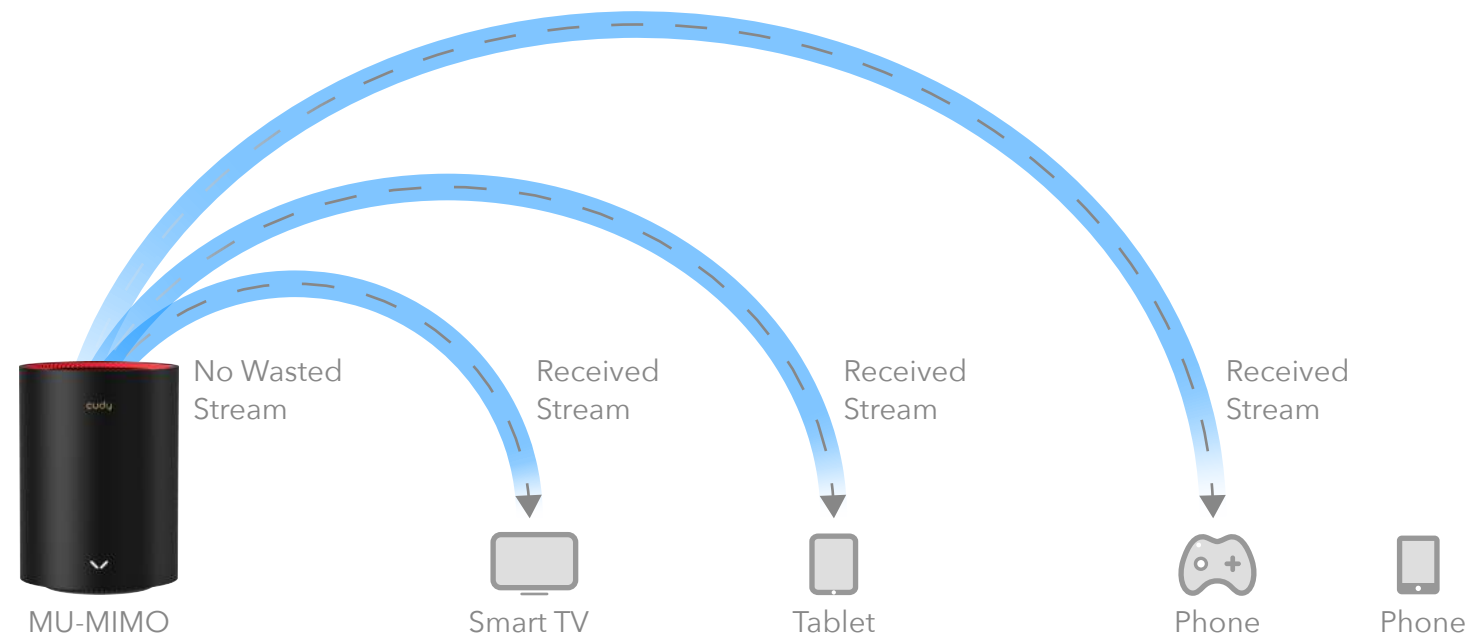 No Wasted
Stream
Received
Stream
Received
Stream
Received
Stream
cudy
MU-MIMO
Smart TV
Tablet
Phone
Phone